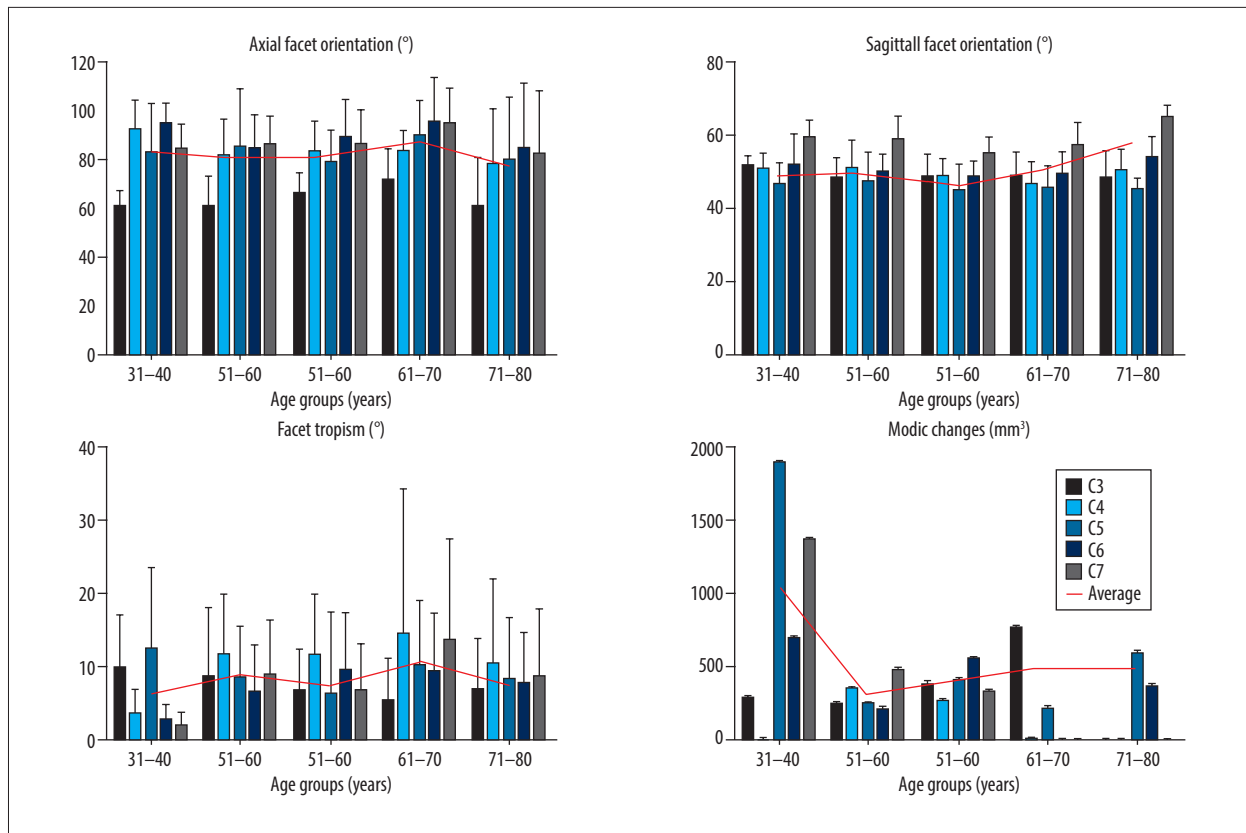 Axial facet orientation (°)
120
100
80
60
40
20
0
31–40 51–60 51–60 61–70 71–80
Age groups (years)
Sagittall facet orientation (°)
80
60
40
20
0
31–40 51–60 51–60 61–70 71–80
Age groups (years)
Facet tropism (°)
40
30
20
10
0
31–40 51–60 51–60 61–70 71–80
Age groups (years)
Modic changes (mm³)
2000
1500
1000
500
0
31–40 51–60 51–60 61–70 71–80
Age groups (years)
C3
C4
C5
C6
C7
Average